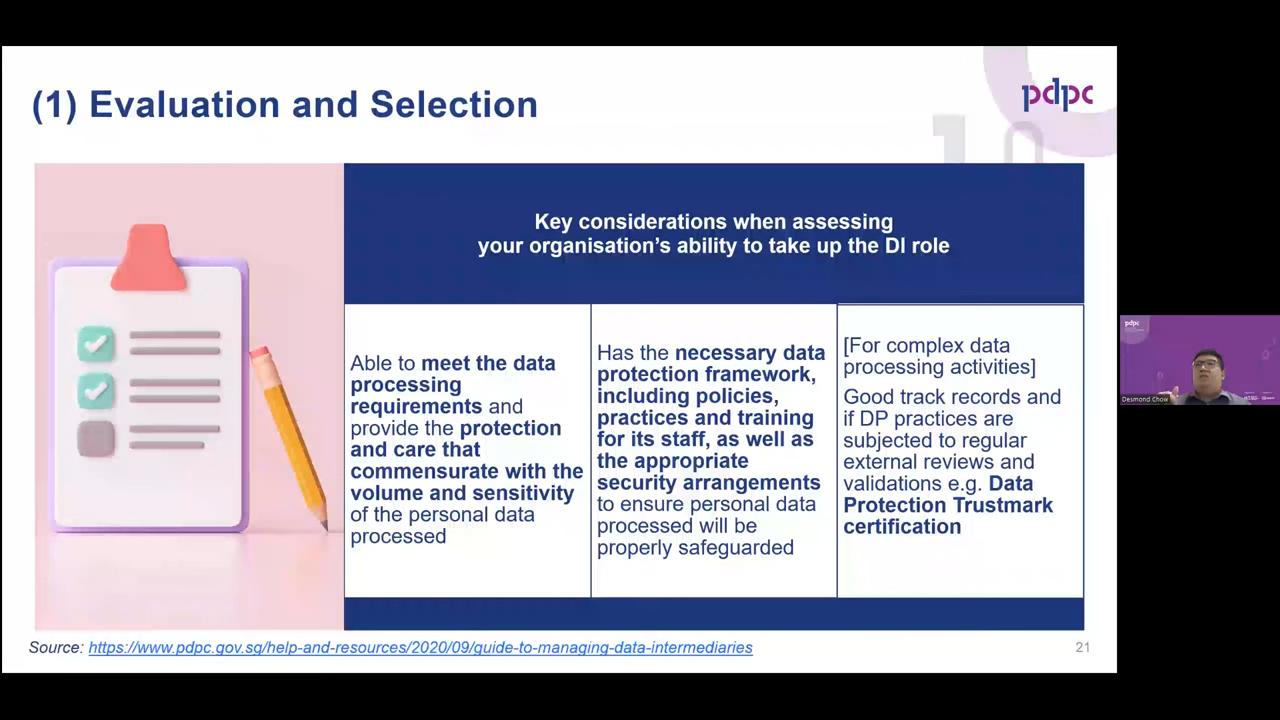 (1) Evaluation and Selection
pdpc
Key considerations when assessing
your organisation's ability to take up the DI role
Able to meet the data
processing
requirements and
provide the protection
and care that
commensurate with the
volume and sensitivity
of the personal data
processed
Has the necessary data
protection framework,
including policies,
practices and training
for its staff, as well as
the appropriate
security arrangements
to ensure personal data
processed will be
properly safeguarded
[For complex data
processing activities]
Good track records and
if DP practices are
subjected to regular
external reviews and
validations e.g. Data
Protection Trustmark
certification
Source: https://www.pdpc.gov.sg/help-and-resources/2020/09/guide-to-managing-data-intermediaries
21
pdpc
Desmond Chow